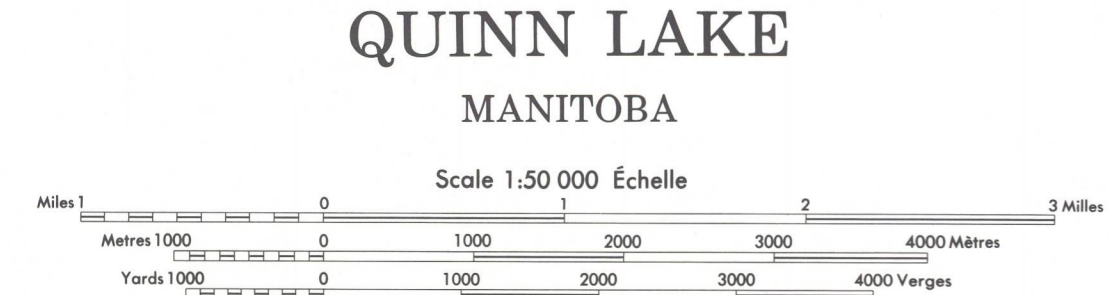 QUINN LAKE
MANITOBA
Scale 1:50 000 Échelle
Miles 1 0 1 2 3 Milles
Metres 1000 0 1000 2000 3000 4000 Mètres
Yards 1000 0 1000 2000 3000 4000 Verges